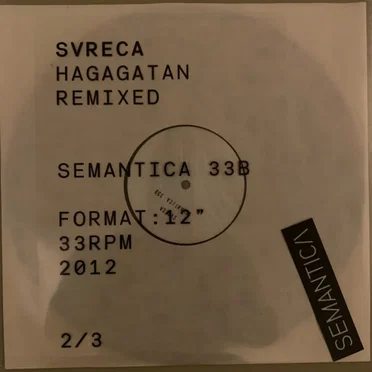 SVRECA
HAGAGATAN
REMIXED
SEMANTICA 33B
FORMAT:12"
33RPM
2012
2/3
SEMANTICA